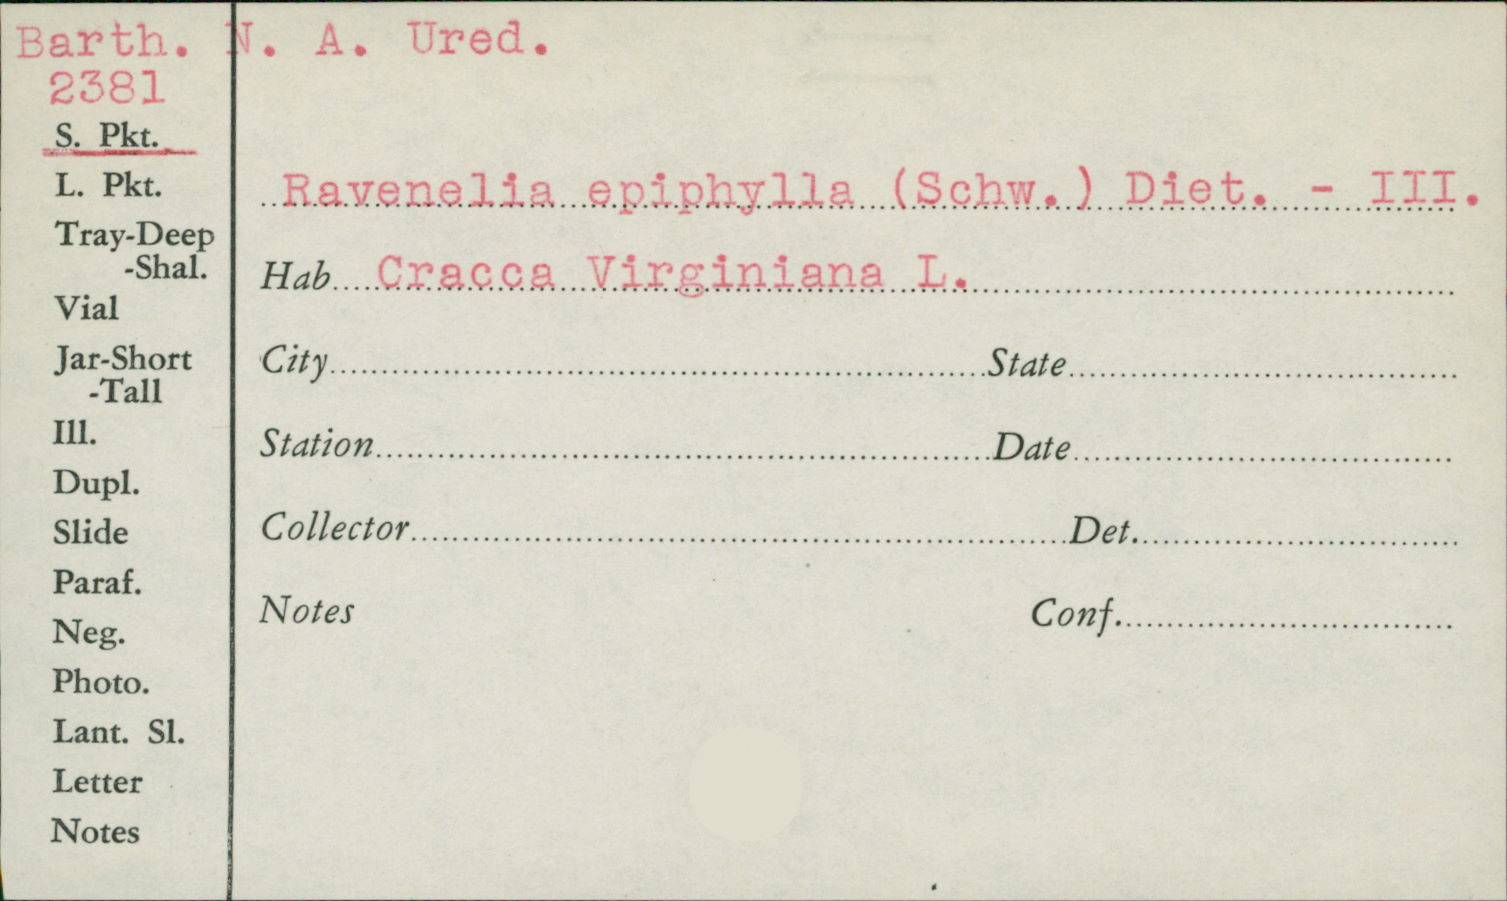 Barth. N. A. Ured.
2381
S. Pkt.
L. Pkt.
Tray-Deep
-Shal.
Vial
Jar-Short
-Tall
Ill.
Dupl.
Slide
Paraf.
Neg.
Photo.
Lant. Sl.
Letter
Notes
Ravenelia epiphylla (Schw.) Diet. - III.
Hab Cracca Virginiana L.
City State
Station Date
Collector Det.
Notes Conf.